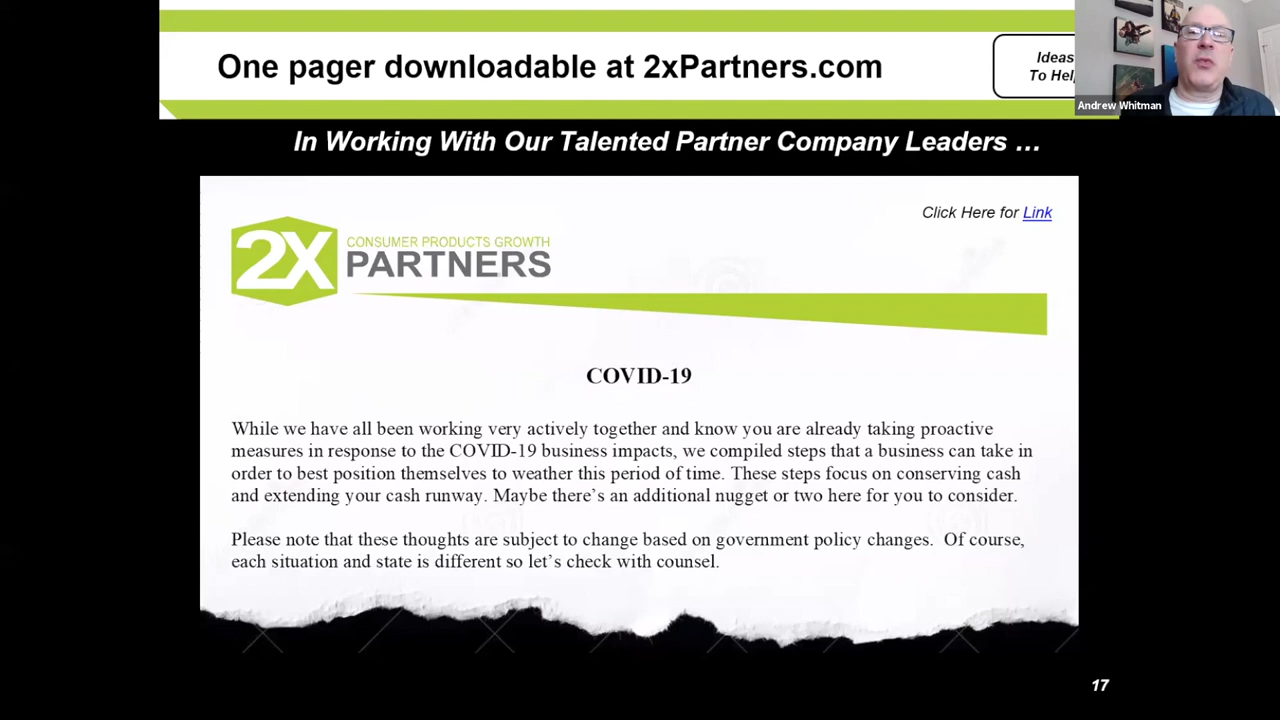 One pager downloadable at 2xPartners.com
Ideas
To Hel
Andrew Whitman
In Working With Our Talented Partner Company Leaders …
Click Here for Link
2X
CONSUMER PRODUCTS GROWTH
PARTNERS
COVID-19
While we have all been working very actively together and know you are already taking proactive
measures in response to the COVID-19 business impacts, we compiled steps that a business can take in
order to best position themselves to weather this period of time. These steps focus on conserving cash
and extending your cash runway. Maybe there’s an additional nugget or two here for you to consider.
Please note that these thoughts are subject to change based on government policy changes.  Of course,
each situation and state is different so let’s check with counsel.
17